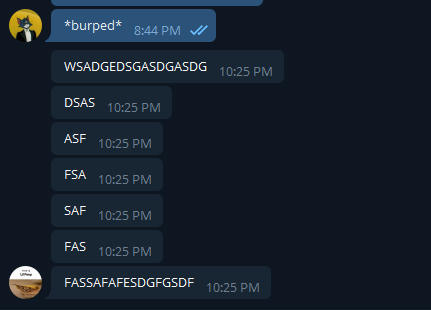 *burped* 8:44 PM
WSADGEDSGASDGASDG 10:25 PM
DSAS 10:25 PM
ASF 10:25 PM
FSA 10:25 PM
SAF 10:25 PM
FAS 10:25 PM
FASSAFAFESDGFGSDF 10:25 PM